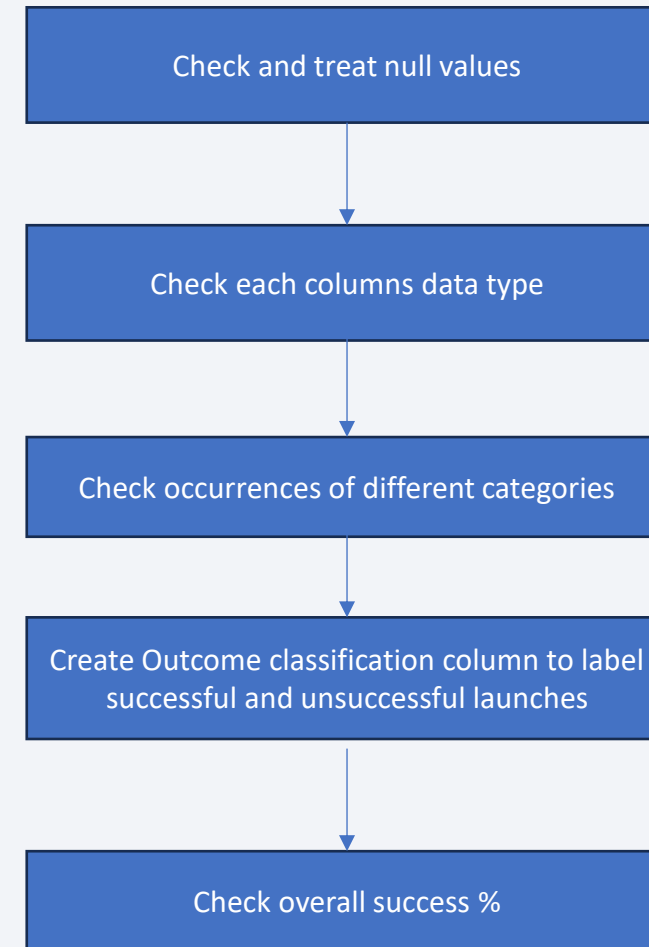 Check and treat null values
Check each columns data type
Check occurrences of different categories
Create Outcome classification column to label
successful and unsuccessful launches
Check overall success %